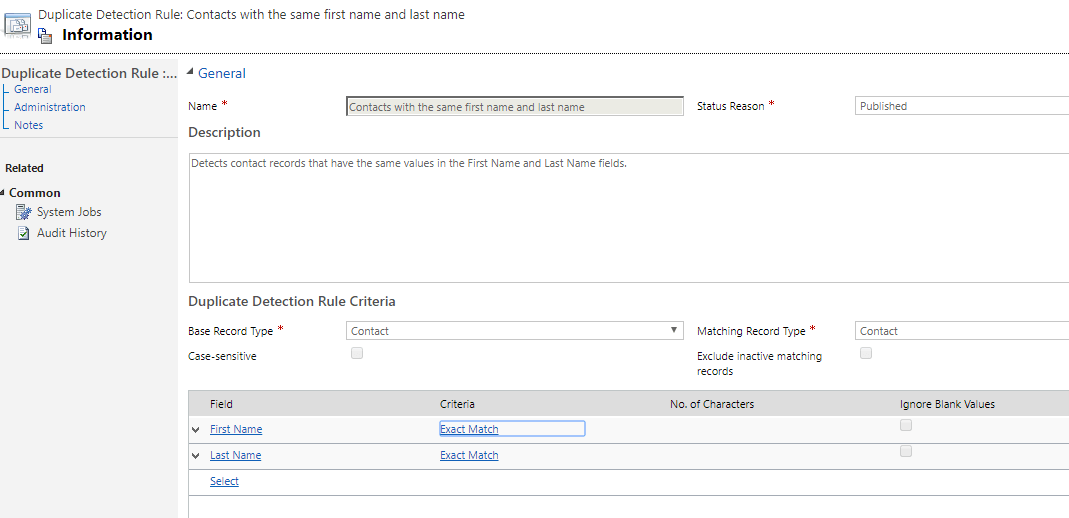 Duplicate Detection Rule: Contacts with the same first name and last name
Information
Duplicate Detection Rule :...
General
Administration
Notes
Related
Common
System Jobs
Audit History
General
Name * Contacts with the same first name and last name Status Reason * Published
Description
Detects contact records that have the same values in the First Name and Last Name fields.
Duplicate Detection Rule Criteria
Base Record Type * Contact Matching Record Type * Contact
Case-sensitive Exclude inactive matching
records
Field Criteria No. of Characters Ignore Blank Values
First Name Exact Match
Last Name Exact Match
Select